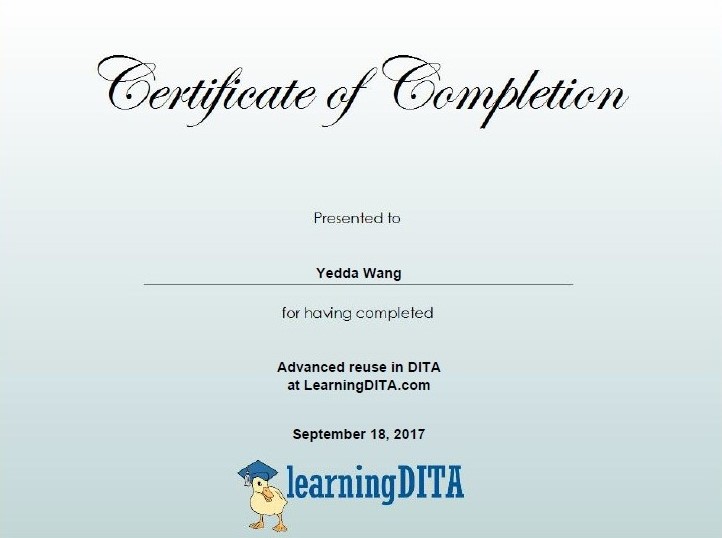 Certificate of Completion
Presented to
Yedda Wang
for having completed
Advanced reuse in DITA
at LearningDITA.com
September 18, 2017
learningDITA